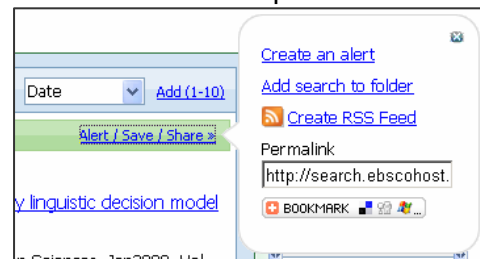 Create an alert
Add search to folder
Date Add (1-10)
Create RSS Feed
Alert / Save / Share »
Permalink
http://search.ebscohost.
BOOKMARK ...
y linguistic decision model